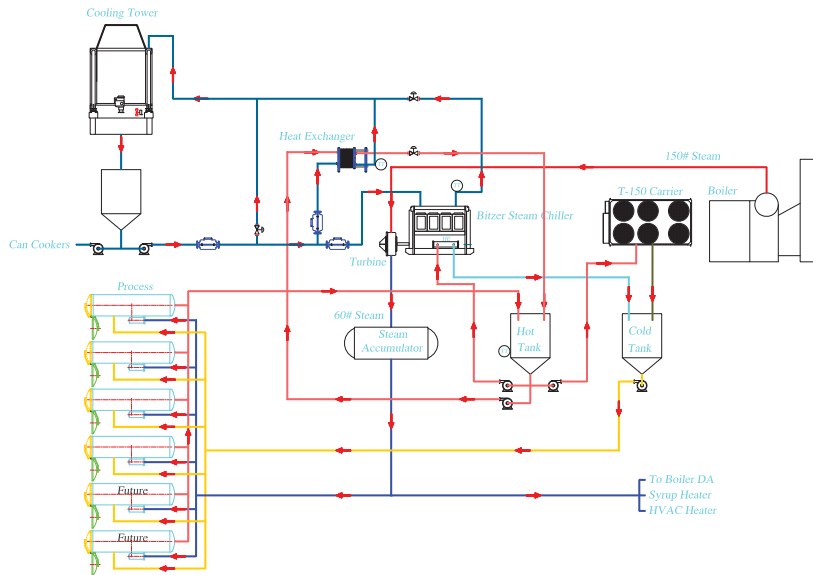 Cooling Tower
Heat Exchanger
150# Steam
T-150 Carrier
Boiler
Bitzer Steam Chiller
Can Cookers
Turbine
Process
60# Steam
Steam
Accumulator
Hot
Tank
Cold
Tank
Future
Future
To Boiler DA
Syrup Heater
HVAC Heater